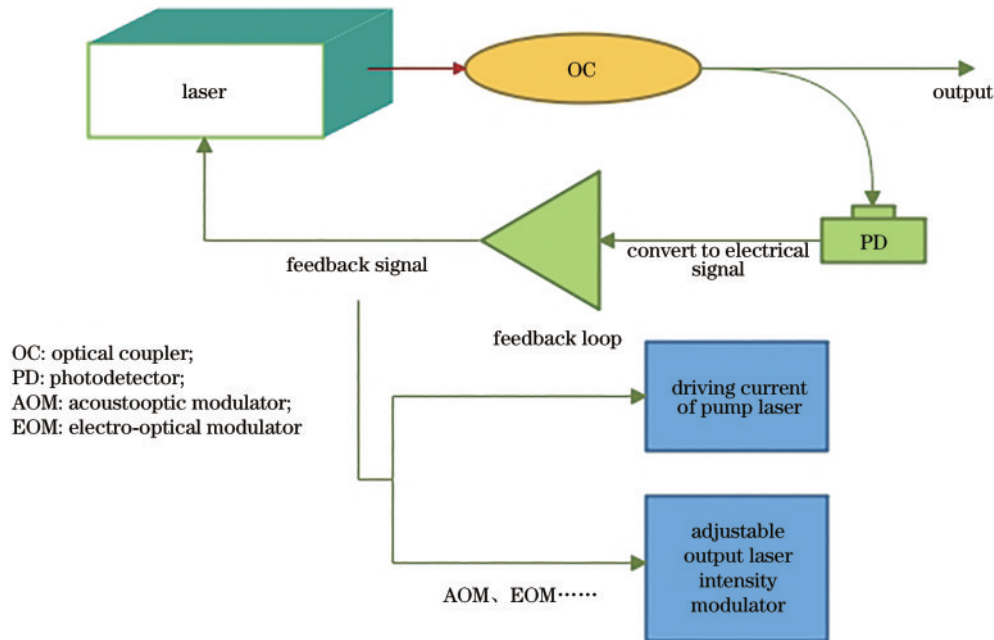 laser
OC
output
PD
convert to electrical
signal
feedback signal
feedback loop
OC: optical coupler;
PD: photodetector;
AOM: acoustooptic modulator;
EOM: electro-optical modulator
driving current
of pump laser
adjustable
output laser
intensity
modulator
AOM、EOM……